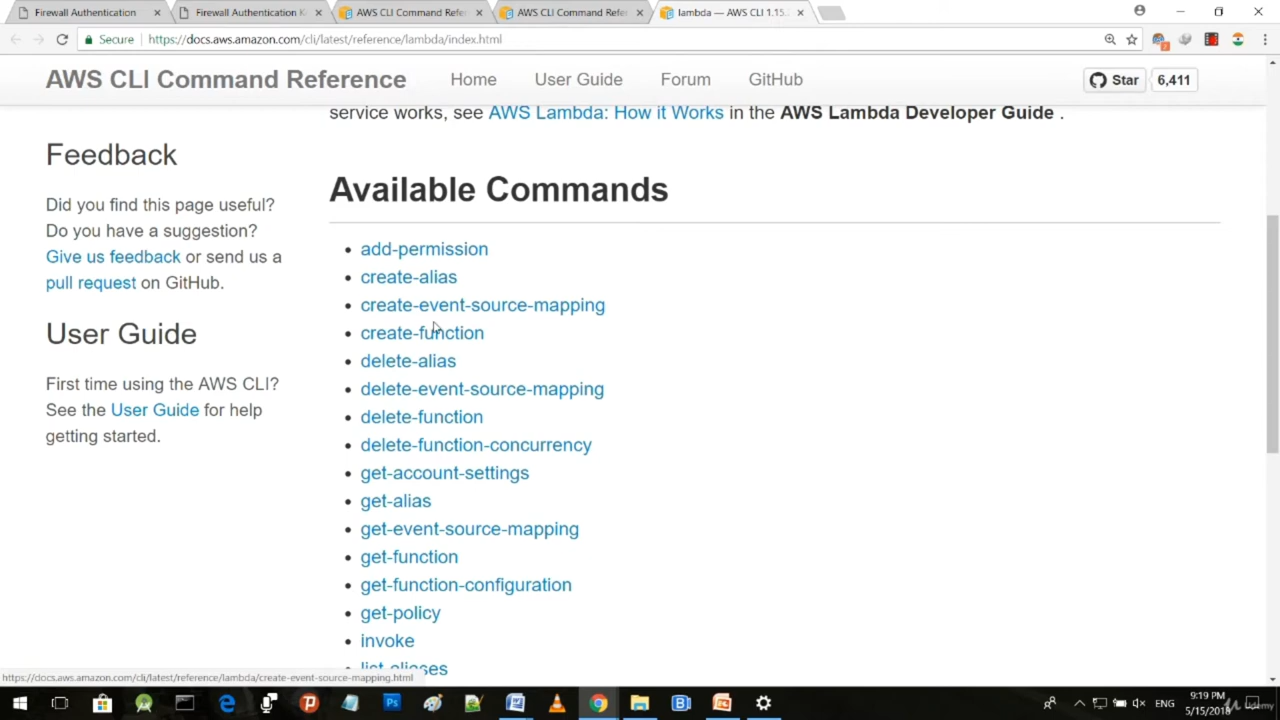 Firewall Authentication
Firewall Authentication K
AWS CLI Command Refer
AWS CLI Command Refer
lambda — AWS CLI 1.15.
Secure
https://docs.aws.amazon.com/cli/latest/reference/lambda/index.html
AWS CLI Command Reference
Home
User Guide
Forum
GitHub
Star
6,411
service works, see AWS Lambda: How it Works in the AWS Lambda Developer Guide .
Feedback
Did you find this page useful?
Do you have a suggestion?
Give us feedback or send us a
pull request on GitHub.
User Guide
First time using the AWS CLI?
See the User Guide for help
getting started.
Available Commands
add-permission
create-alias
create-event-source-mapping
create-function
delete-alias
delete-event-source-mapping
delete-function
delete-function-concurrency
get-account-settings
get-alias
get-event-source-mapping
get-function
get-function-configuration
get-policy
invoke
list-aliases
https://docs.aws.amazon.com/cli/latest/reference/lambda/create-event-source-mapping.html
ENG
9:19 PM
5/15/2018
Udemy